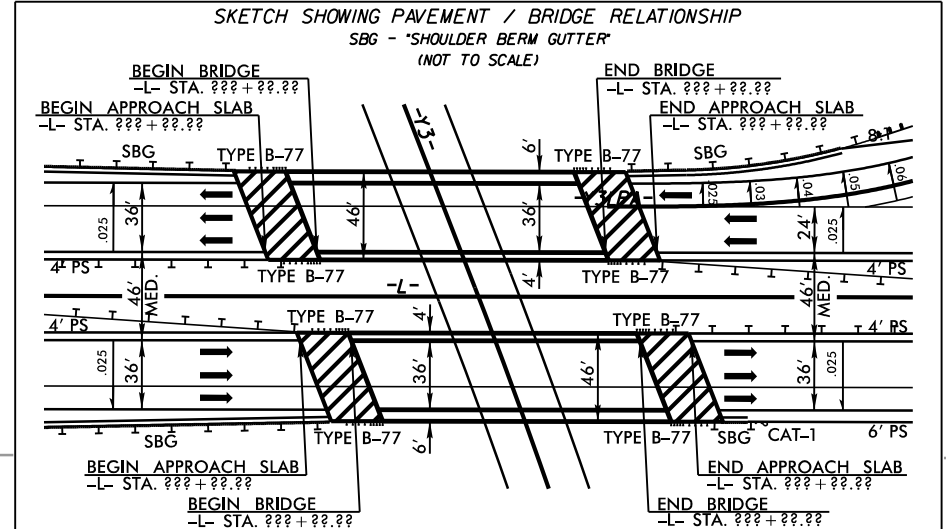 SKETCH SHOWING PAVEMENT / BRIDGE RELATIONSHIP
SBG - "SHOULDER BERM GUTTER"
(NOT TO SCALE)
BEGIN BRIDGE
-L- STA. ??? + ??.??
END BRIDGE
-L- STA. ??? + ??.??
BEGIN APPROACH SLAB
-L- STA. ??? + ??.??
END APPROACH SLAB
-L- STA. ??? + ??.??
-Y3-
SBG
TYPE B-77
6'
TYPE B-77
SBG
.025
36'
46'
36'
.025
.03
.04
.05
.06
24'
.025
4' PS
TYPE B-77
4'
TYPE B-77
4' PS
46'
MED.
-L-
46'
MED.
4' PS
TYPE B-77
4'
TYPE B-77
4' PS
.025
36'
36'
46'
36'
.025
SBG
TYPE B-77
6'
TYPE B-77
SBG
CAT-1
6' PS
BEGIN APPROACH SLAB
-L- STA. ??? + ??.??
END APPROACH SLAB
-L- STA. ??? + ??.??
BEGIN BRIDGE
-L- STA. ??? + ??.??
END BRIDGE
-L- STA. ??? + ??.??